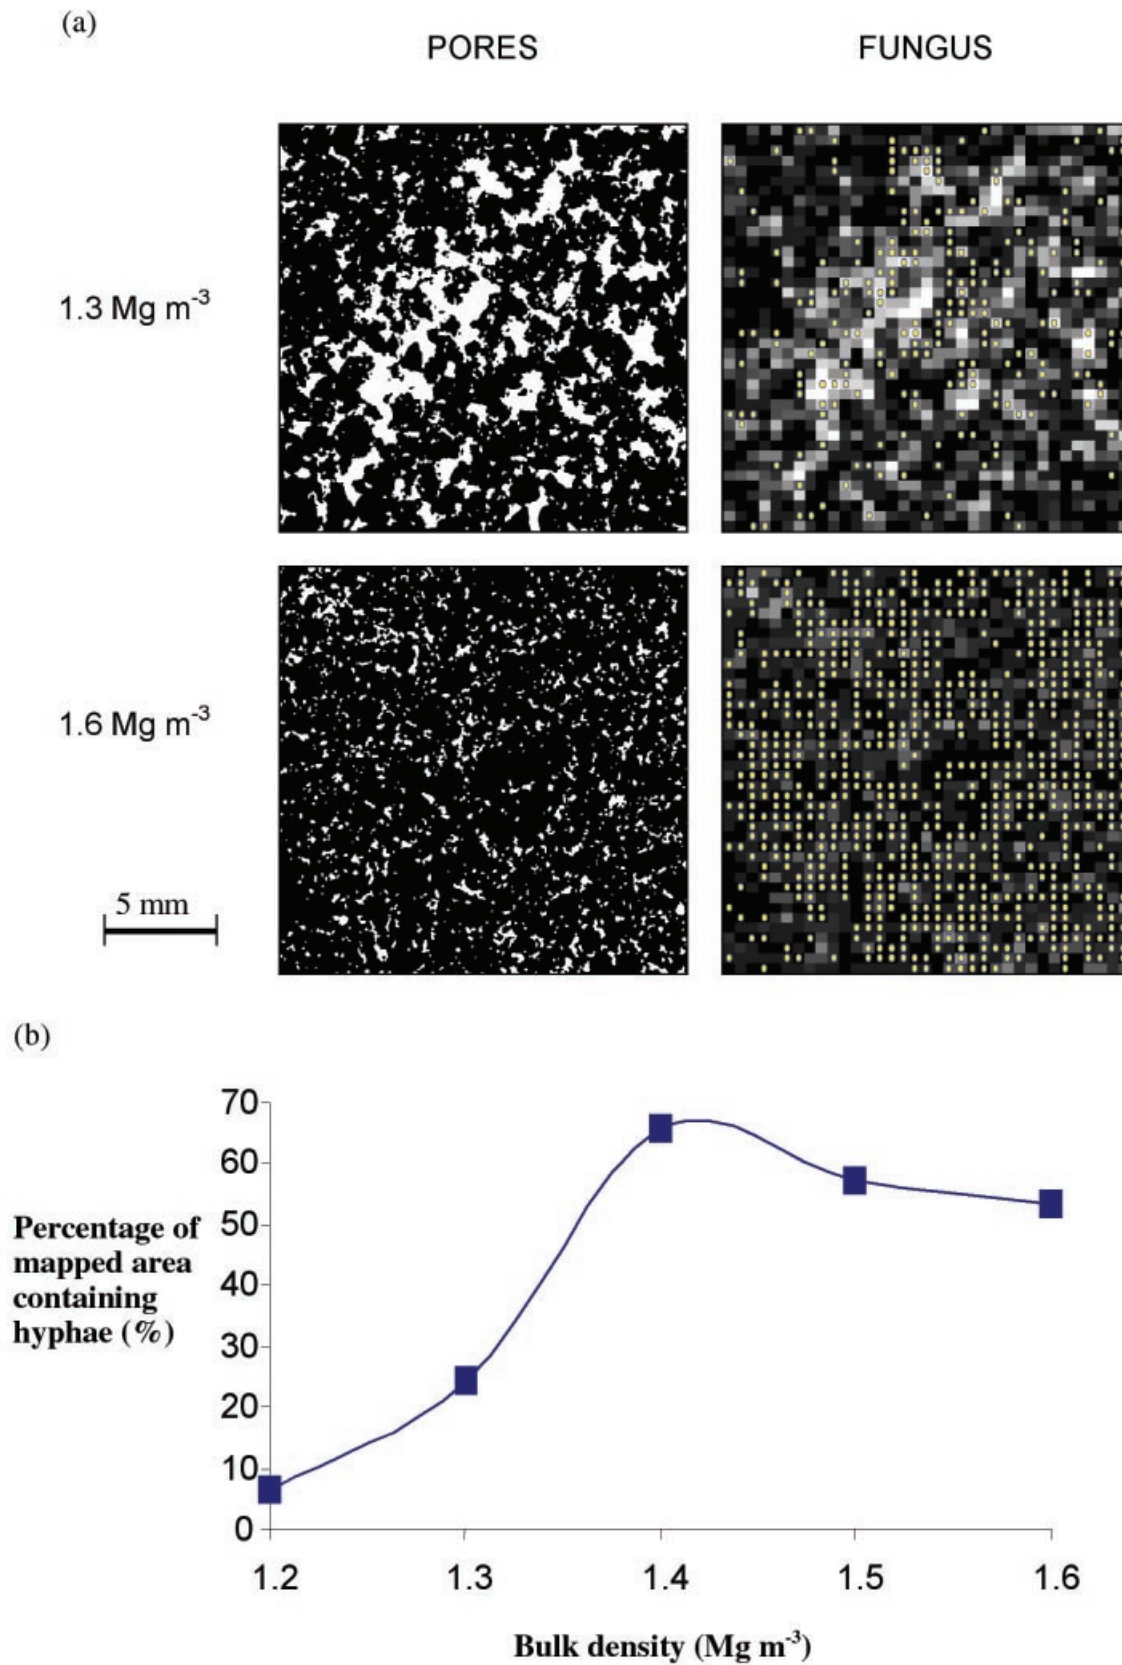 (a)
PORES FUNGUS
1.3 Mg m⁻³
1.6 Mg m⁻³
5 mm
(b)
70
60
50
40
30
20
10
0
Percentage of
mapped area
containing
hyphae (%)
1.2 1.3 1.4 1.5 1.6
Bulk density (Mg m⁻³)